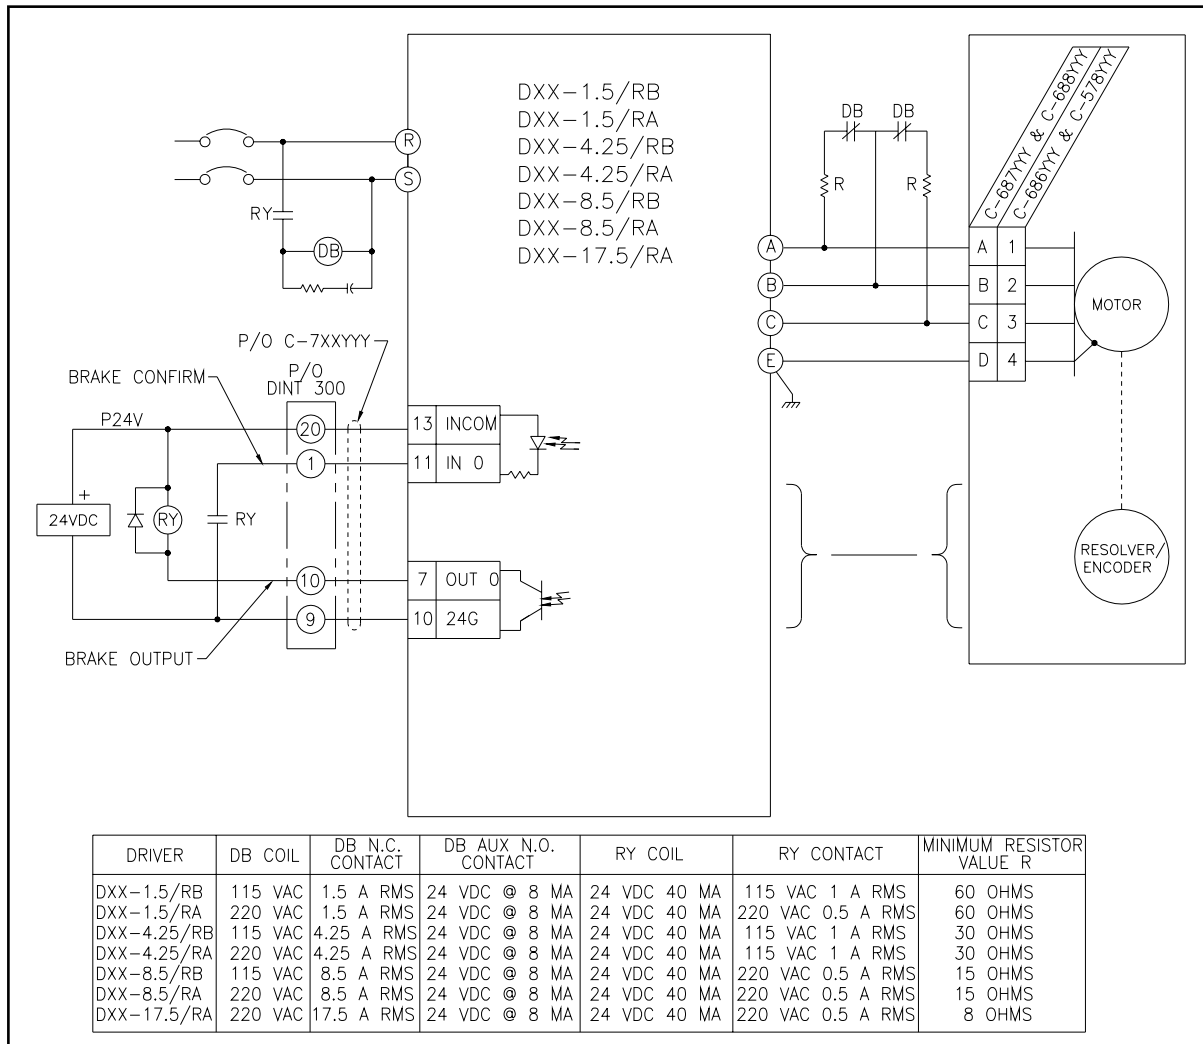 DXX-1.5/RB
DXX-1.5/RA
DXX-4.25/RB
DXX-4.25/RA
DXX-8.5/RB
DXX-8.5/RA
DXX-17.5/RA
R
S
RY
DB
DB DB
R R
C-687YYY & C-688YYY
C-686YYY & C-578YYY
A A 1
B B 2
C C 3
E D 4
MOTOR
RESOLVER/
ENCODER
P/O C-7XXYYY
P/O
DINT 300
BRAKE CONFIRM
P24V
20 13 INCOM
1 11 IN 0
+
24VDC
RY
RY
10 7 OUT 0
9 10 24G
BRAKE OUTPUT
DRIVER DB COIL DB N.C. CONTACT DB AUX N.O. CONTACT RY COIL RY CONTACT MINIMUM RESISTOR VALUE R
DXX-1.5/RB 115 VAC 1.5 A RMS 24 VDC @ 8 MA 24 VDC 40 MA 115 VAC 1 A RMS 60 OHMS
DXX-1.5/RA 220 VAC 1.5 A RMS 24 VDC @ 8 MA 24 VDC 40 MA 220 VAC 0.5 A RMS 60 OHMS
DXX-4.25/RB 115 VAC 4.25 A RMS 24 VDC @ 8 MA 24 VDC 40 MA 115 VAC 1 A RMS 30 OHMS
DXX-4.25/RA 220 VAC 4.25 A RMS 24 VDC @ 8 MA 24 VDC 40 MA 115 VAC 1 A RMS 30 OHMS
DXX-8.5/RB 115 VAC 8.5 A RMS 24 VDC @ 8 MA 24 VDC 40 MA 220 VAC 0.5 A RMS 15 OHMS
DXX-8.5/RA 220 VAC 8.5 A RMS 24 VDC @ 8 MA 24 VDC 40 MA 220 VAC 0.5 A RMS 15 OHMS
DXX-17.5/RA 220 VAC 17.5 A RMS 24 VDC @ 8 MA 24 VDC 40 MA 220 VAC 0.5 A RMS 8 OHMS